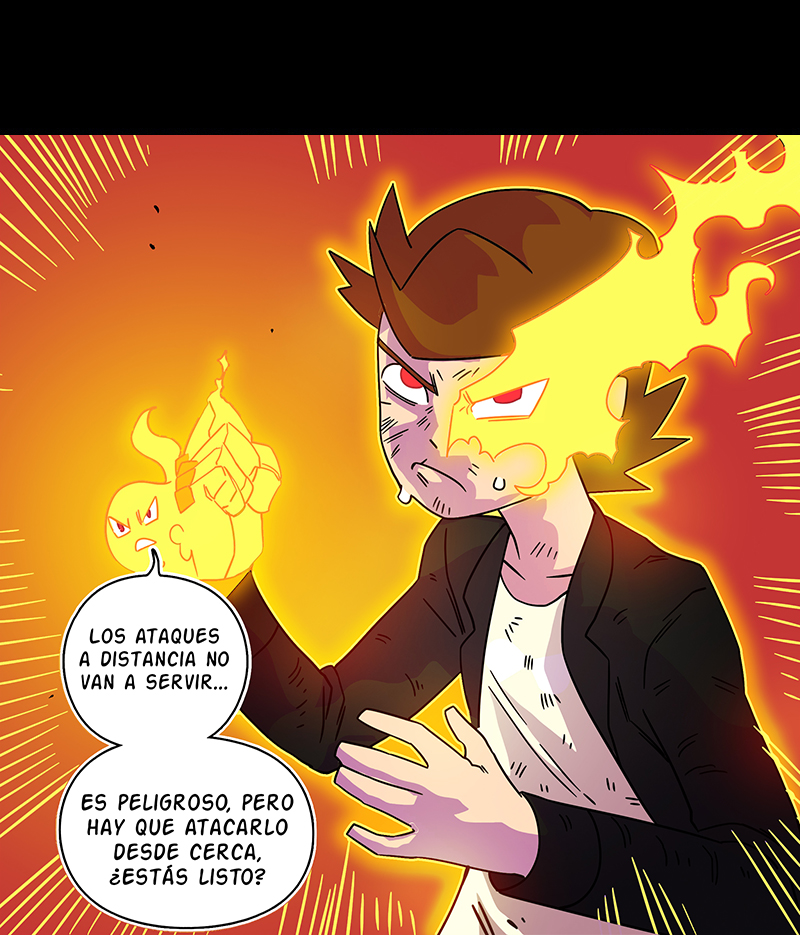 LOS ATAQUES
A DISTANCIA NO
VAN A SERVIR...
ES PELIGROSO, PERO
HAY QUE ATACARLO
DESDE CERCA,
¿ESTÁS LISTO?